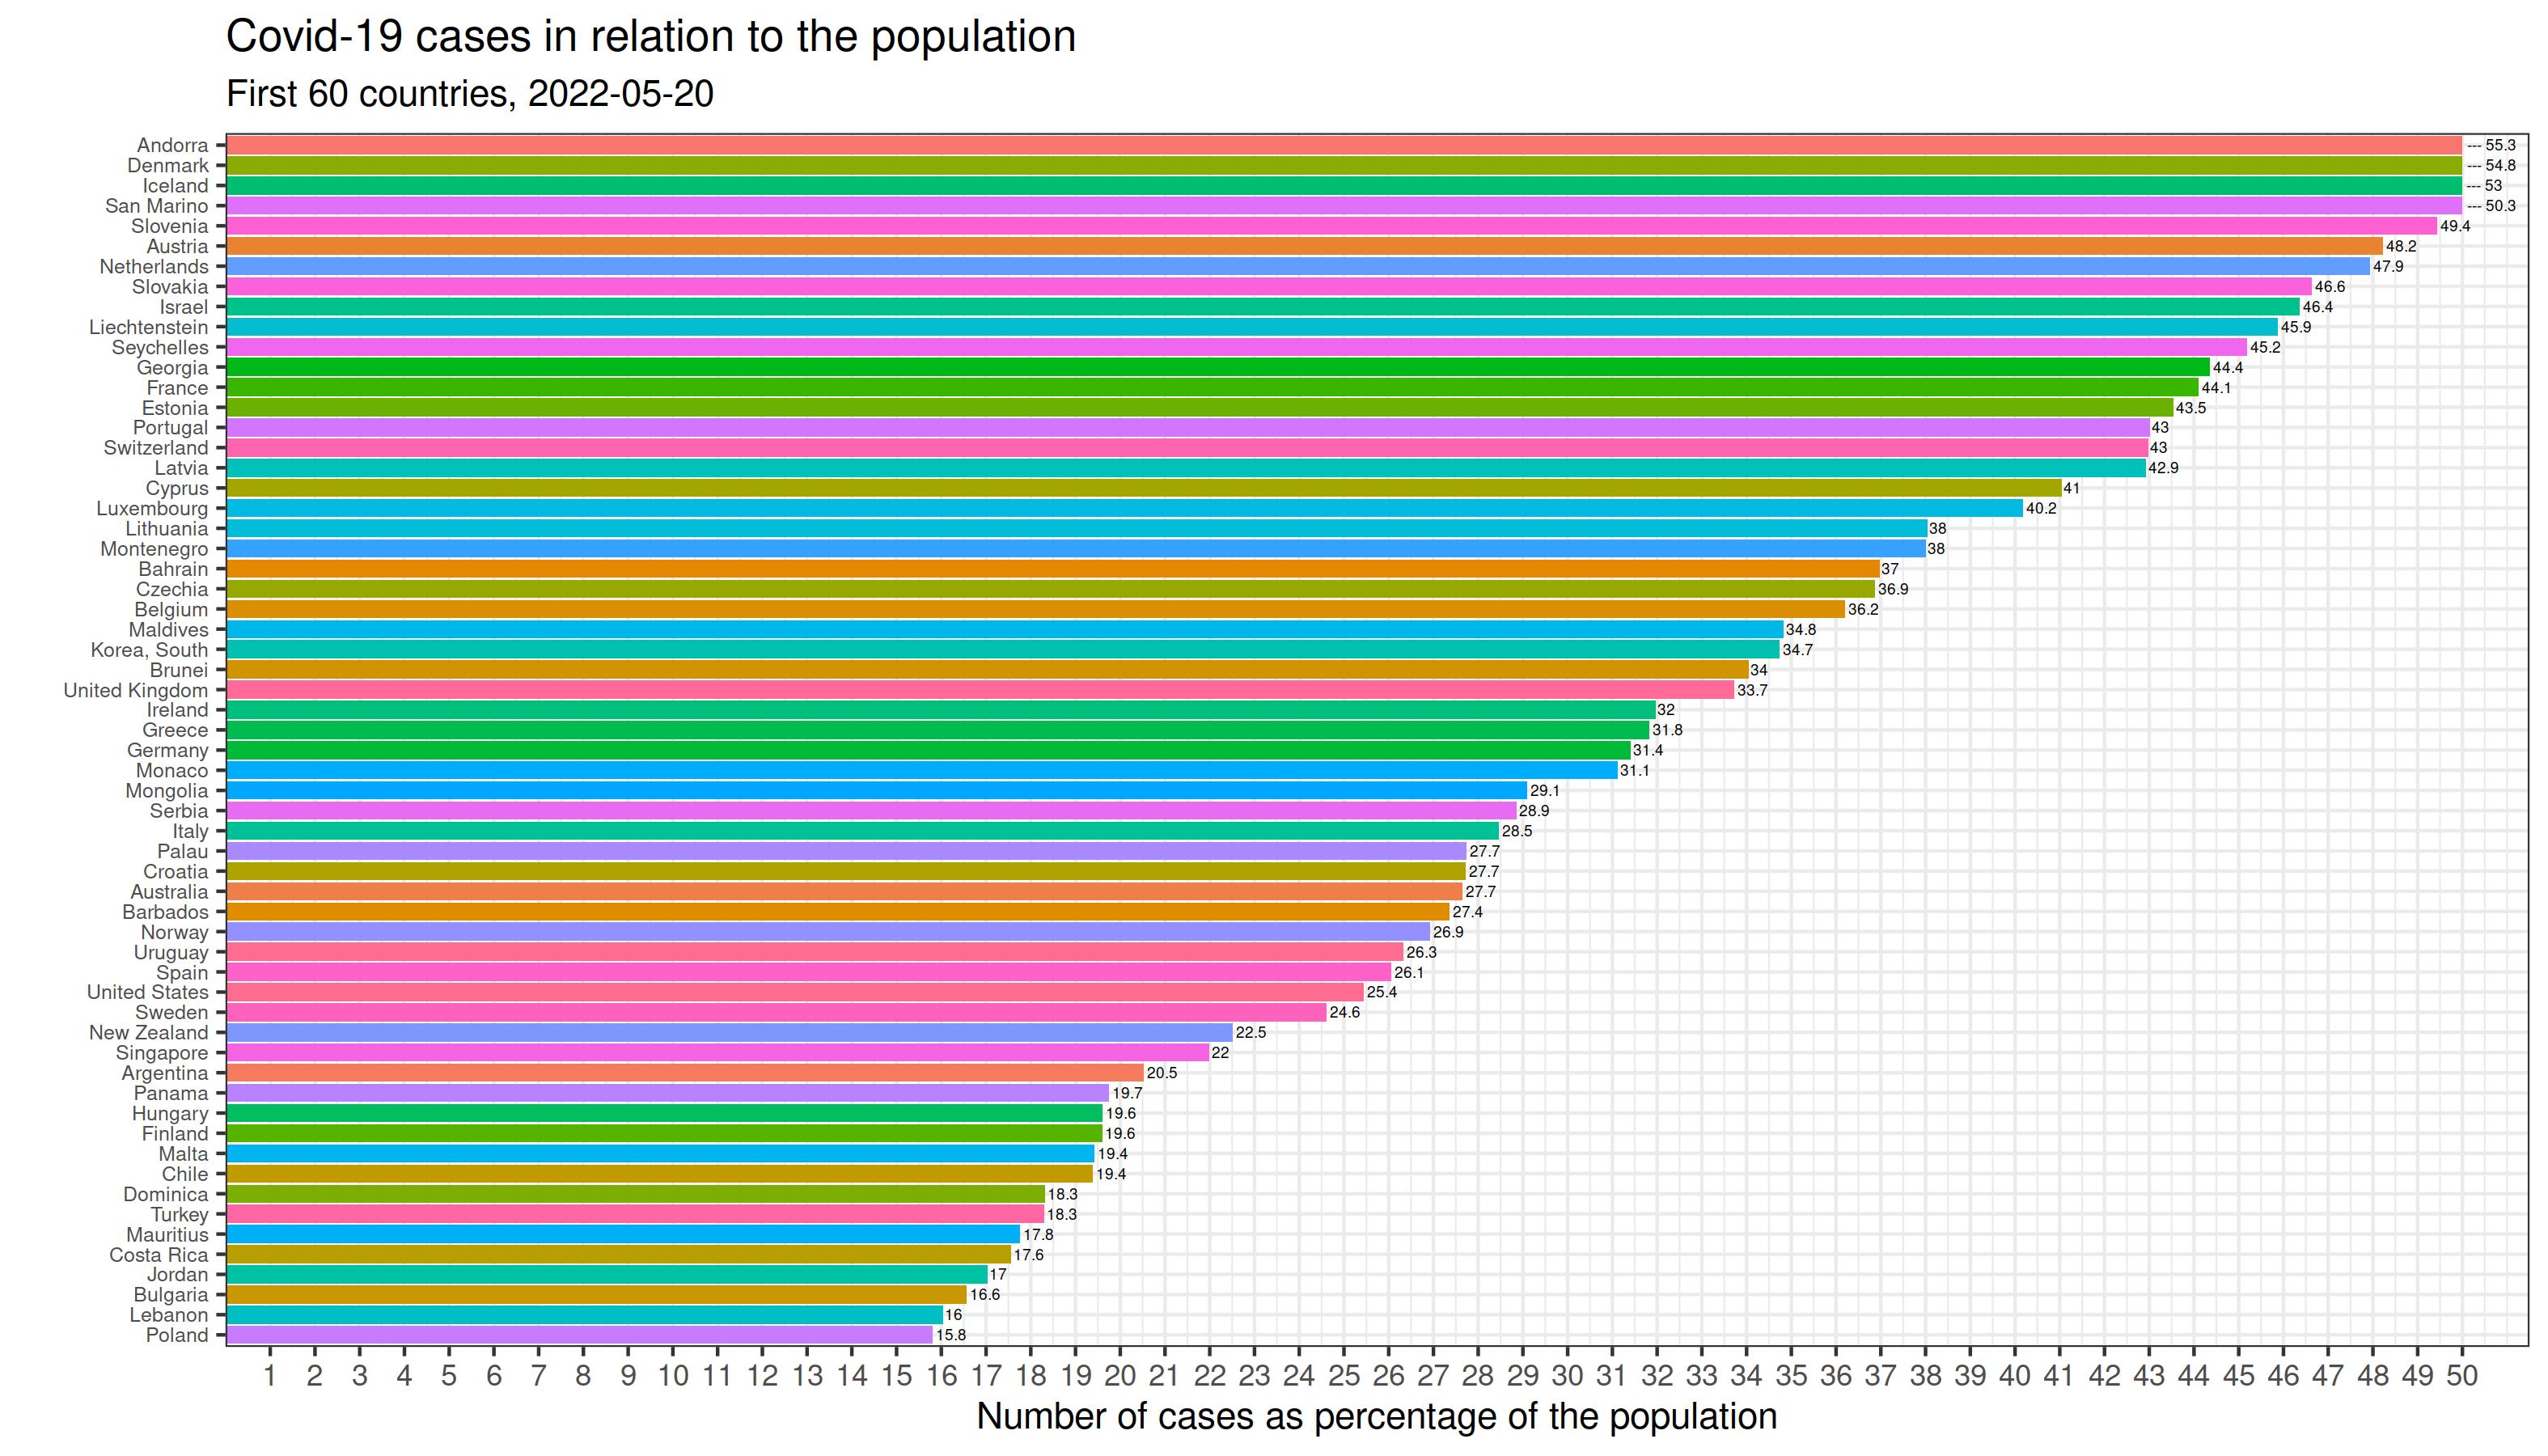 Covid-19 cases in relation to the population
First 60 countries, 2022-05-20
Andorra --- 55.3
Denmark --- 54.8
Iceland --- 53
San Marino --- 50.3
Slovenia 49.4
Austria 48.2
Netherlands 47.9
Slovakia 46.6
Israel 46.4
Liechtenstein 45.9
Seychelles 45.2
Georgia 44.4
France 44.1
Estonia 43.5
Portugal 43
Switzerland 43
Latvia 42.9
Cyprus 41
Luxembourg 40.2
Lithuania 38
Montenegro 38
Bahrain 37
Czechia 36.9
Belgium 36.2
Maldives 34.8
Korea, South 34.7
Brunei 34
United Kingdom 33.7
Ireland 32
Greece 31.8
Germany 31.4
Monaco 31.1
Mongolia 29.1
Serbia 28.9
Italy 28.5
Palau 27.7
Croatia 27.7
Australia 27.7
Barbados 27.4
Norway 26.9
Uruguay 26.3
Spain 26.1
United States 25.4
Sweden 24.6
New Zealand 22.5
Singapore 22
Argentina 20.5
Panama 19.7
Hungary 19.6
Finland 19.6
Malta 19.4
Chile 19.4
Dominica 18.3
Turkey 18.3
Mauritius 17.8
Costa Rica 17.6
Jordan 17
Bulgaria 16.6
Lebanon 16
Poland 15.8
1 2 3 4 5 6 7 8 9 10 11 12 13 14 15 16 17 18 19 20 21 22 23 24 25 26 27 28 29 30 31 32 33 34 35 36 37 38 39 40 41 42 43 44 45 46 47 48 49 50
Number of cases as percentage of the population